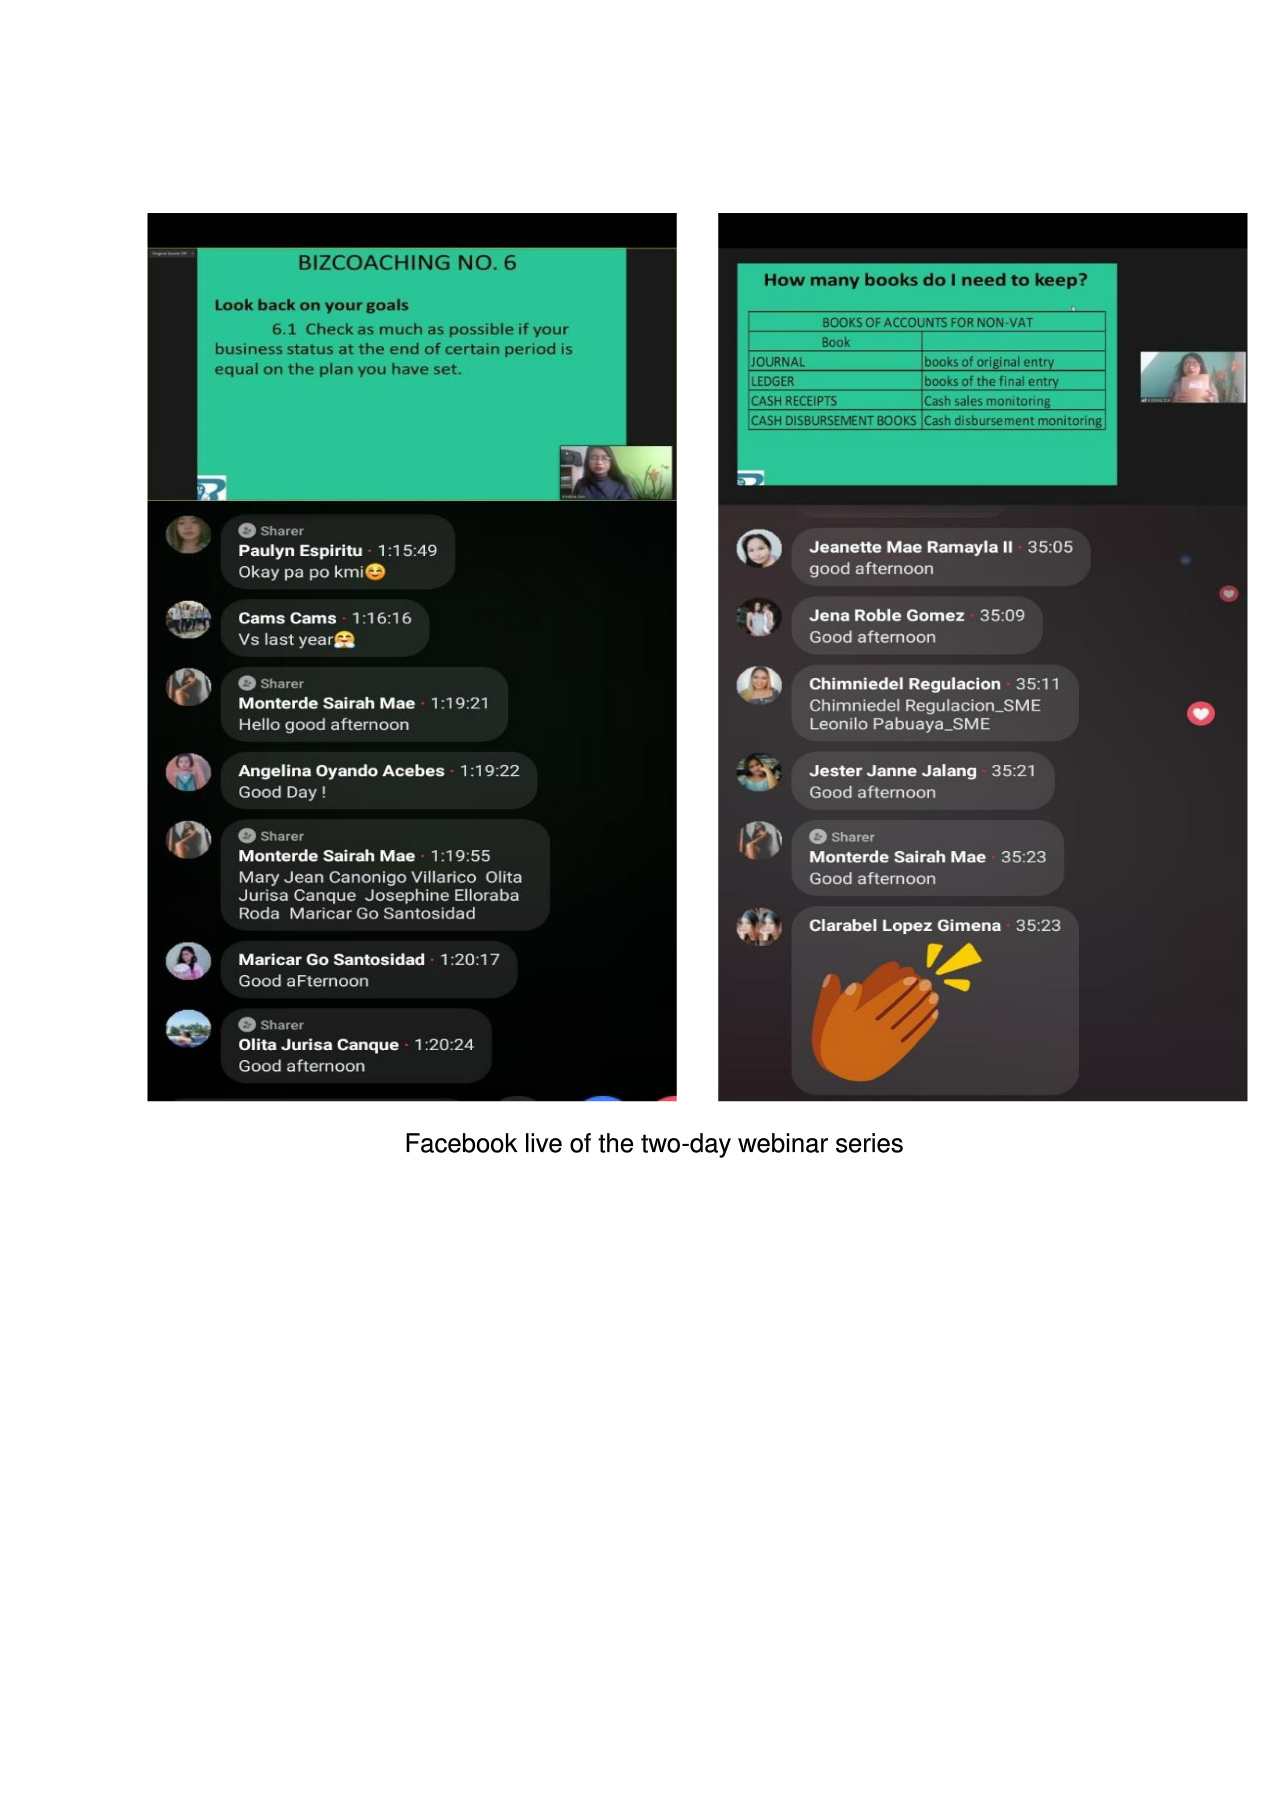 BIZCOACHING NO. 6
Look back on your goals
6.1 Check as much as possible if your
business status at the end of certain period is
equal on the plan you have set.
Sharer
Paulyn Espiritu · 1:15:49
Okay pa po kmi😊
Cams Cams · 1:16:16
Vs last year🤗
Sharer
Monterde Sairah Mae · 1:19:21
Hello good afternoon
Angelina Oyando Acebes · 1:19:22
Good Day !
Sharer
Monterde Sairah Mae · 1:19:55
Mary Jean Canonigo Villarico Olita
Jurisa Canque Josephine Elloraba
Roda Maricar Go Santosidad
Maricar Go Santosidad · 1:20:17
Good aFternoon
Sharer
Olita Jurisa Canque · 1:20:24
Good afternoon
How many books do I need to keep?
BOOKS OF ACCOUNTS FOR NON-VAT
Book
JOURNAL books of original entry
LEDGER books of the final entry
CASH RECEIPTS Cash sales monitoring
CASH DISBURSEMENT BOOKS Cash disbursement monitoring
Jeanette Mae Ramayla II · 35:05
good afternoon
Jena Roble Gomez · 35:09
Good afternoon
Chimniedel Regulacion · 35:11
Chimniedel Regulacion_SME
Leonilo Pabuaya_SME
Jester Janne Jalang · 35:21
Good afternoon
Sharer
Monterde Sairah Mae · 35:23
Good afternoon
Clarabel Lopez Gimena · 35:23
Facebook live of the two-day webinar series